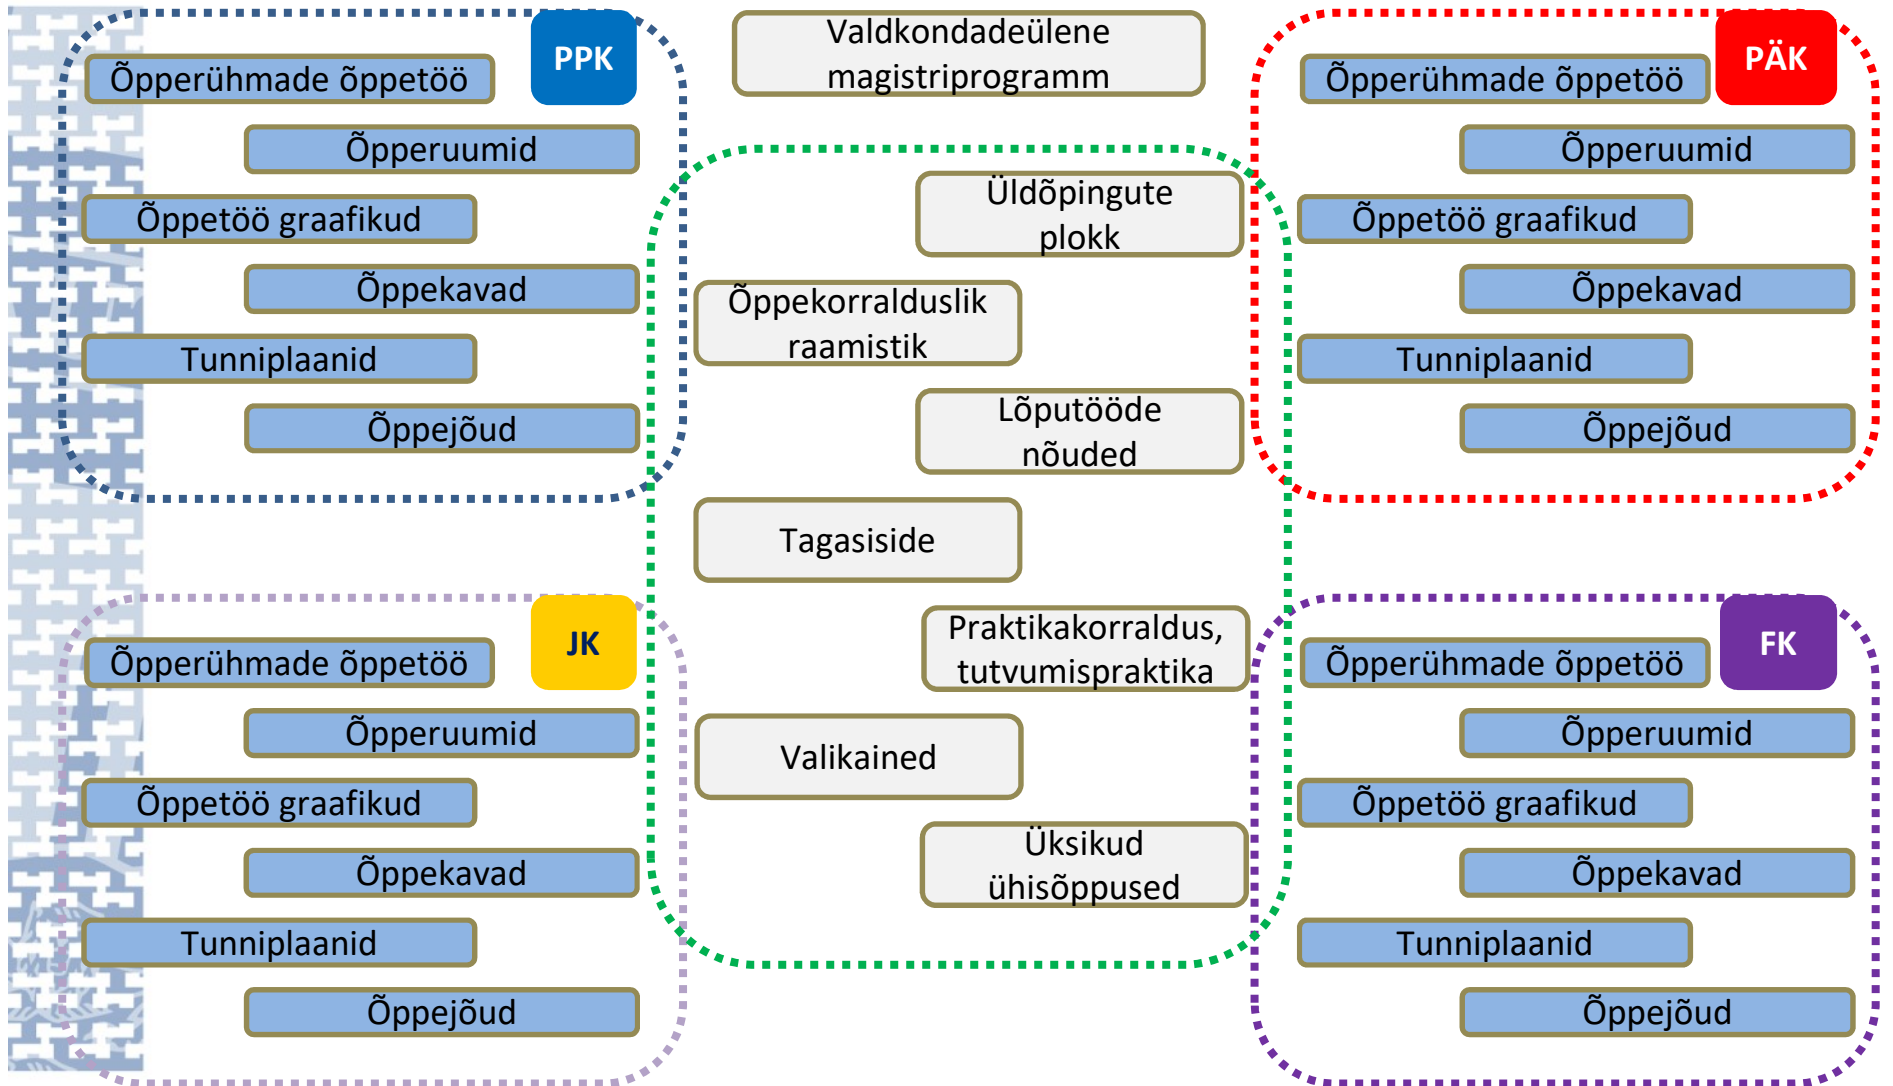 PPK
Õpperühmade õppetöö
Õpperuumid
Õppetöö graafikud
Õppekavad
Tunniplaanid
Õppejõud
Valdkondadeülene
magistriprogramm
Üldõpingute
plokk
Õppekorralduslik
raamistik
Lõputööde
nõuded
Tagasiside
Praktikakorraldus,
tutvumispraktika
Valikained
Üksikud
ühisõppused
PÄK
Õpperühmade õppetöö
Õpperuumid
Õppetöö graafikud
Õppekavad
Tunniplaanid
Õppejõud
JK
Õpperühmade õppetöö
Õpperuumid
Õppetöö graafikud
Õppekavad
Tunniplaanid
Õppejõud
FK
Õpperühmade õppetöö
Õpperuumid
Õppetöö graafikud
Õppekavad
Tunniplaanid
Õppejõud